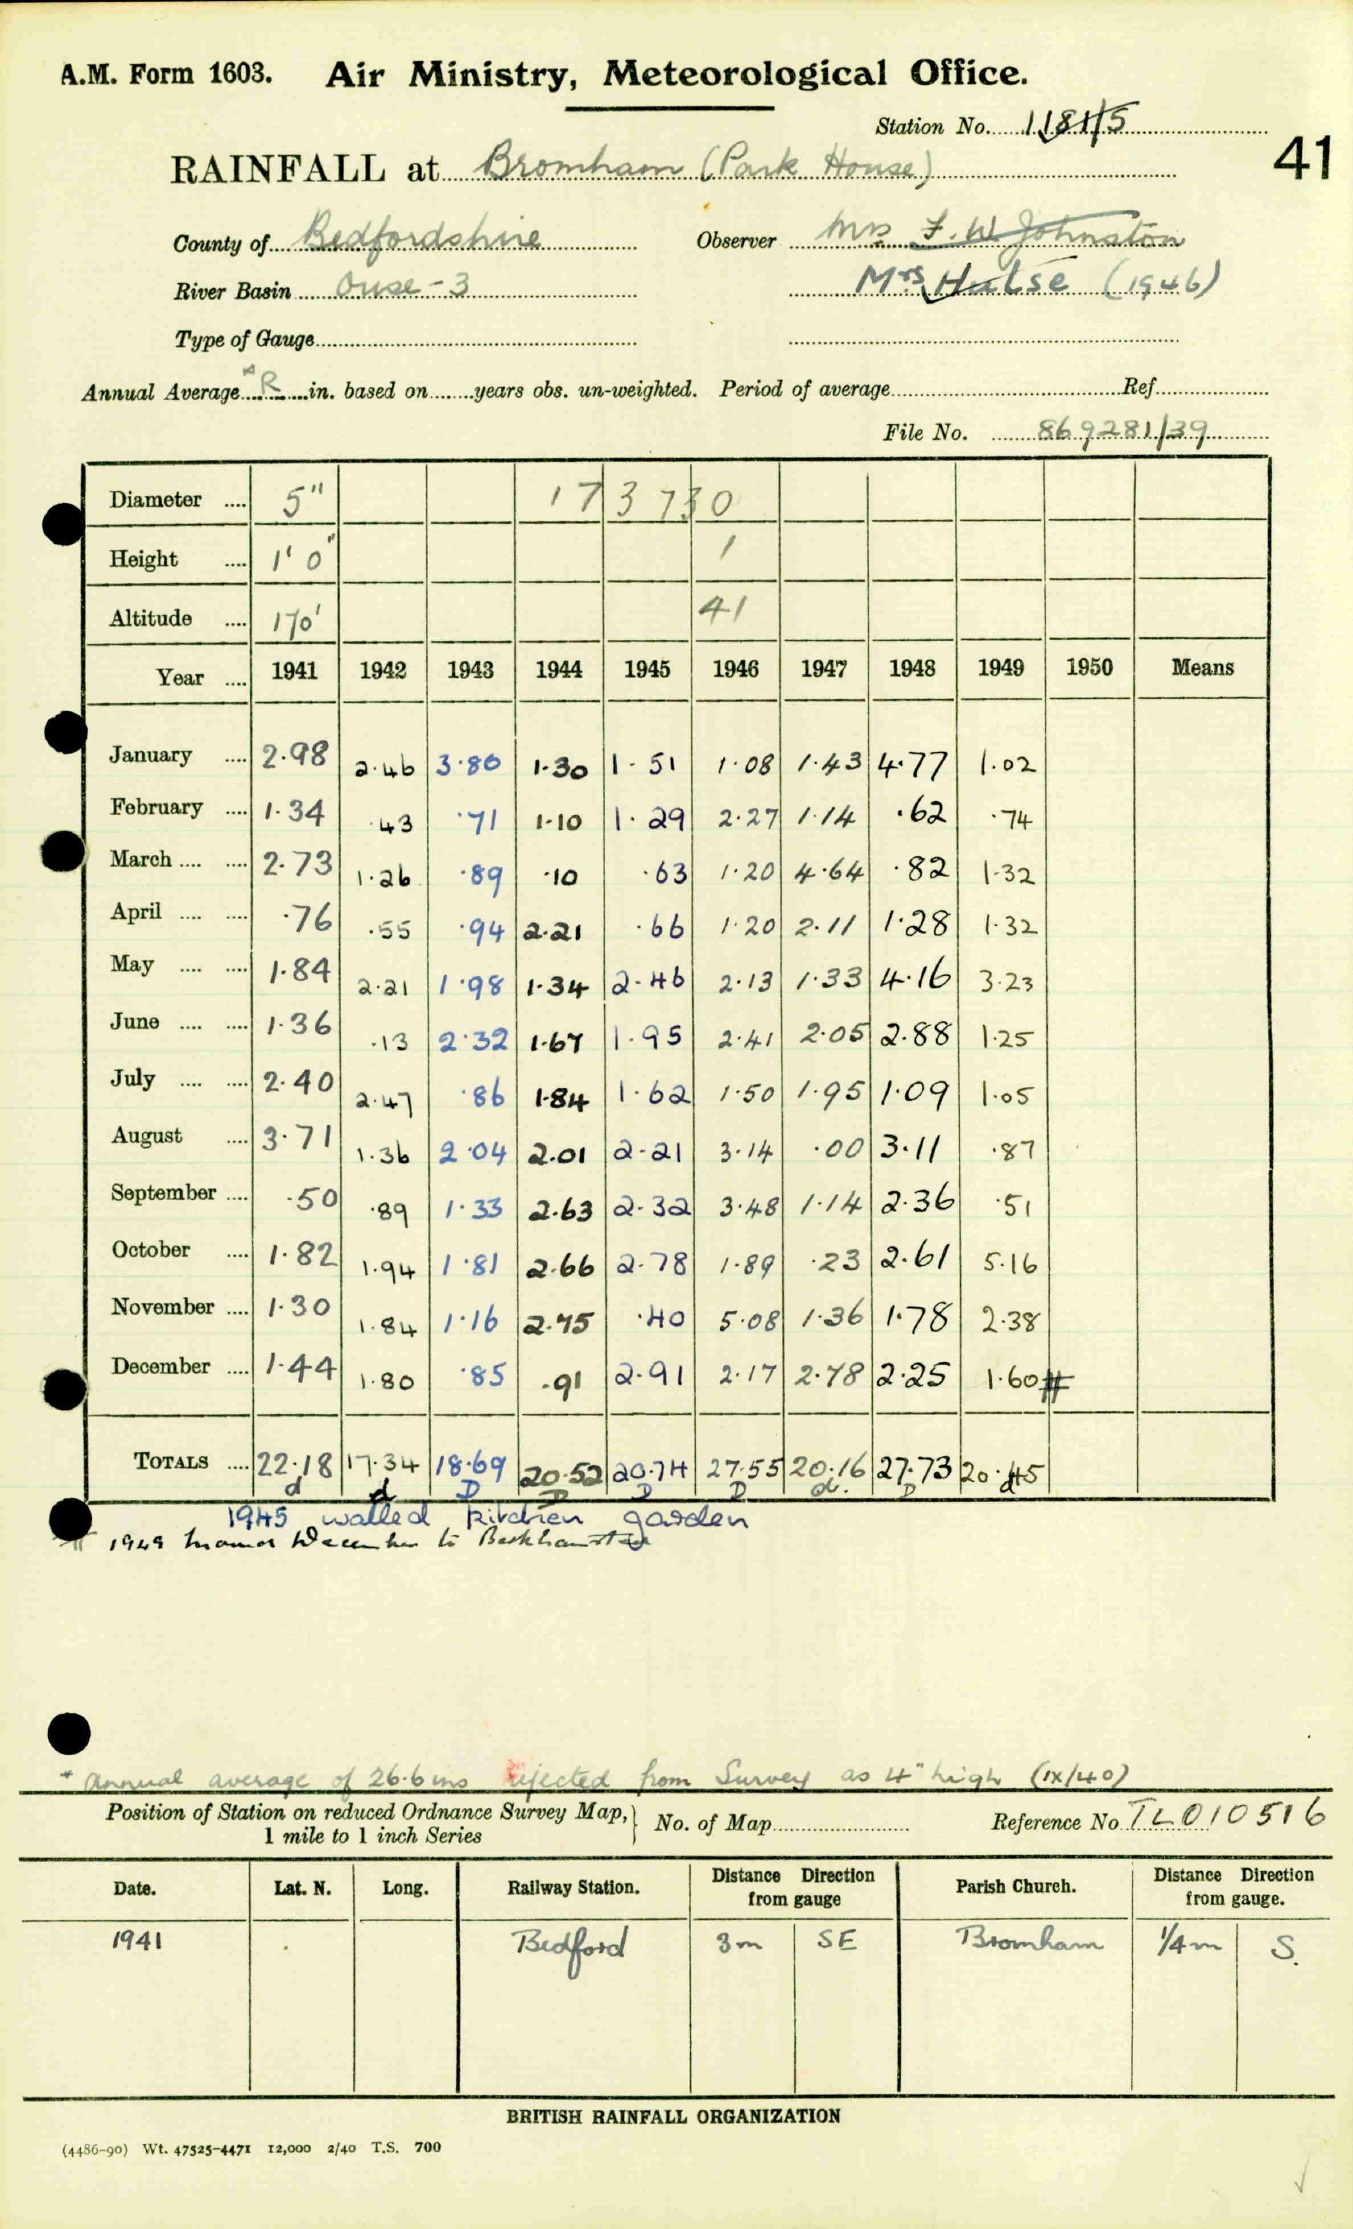 A.M. Form 1603. Air Ministry, Meteorological Office.
Station No. 1181/5
41
RAINFALL at Bromham (Park House)
County of Bedfordshire Observer Mrs F. W. Johnston
River Basin Ouse - 3 Mrs Hulse (1946)
Type of Gauge
Annual Average * R in. based on years obs. un-weighted. Period of average Ref.
File No. 869281/39
Diameter .... 5" 173730
Height .... 1' 0" 1
Altitude .... 170' 41
Year .... 1941 1942 1943 1944 1945 1946 1947 1948 1949 1950 Means
January .... 2.98 2.46 3.80 1.30 1.51 1.08 1.43 4.77 1.02
February .... 1.34 .43 .71 1.10 1.29 2.27 1.14 .62 .74
March .... .... 2.73 1.26 .89 .10 .63 1.20 4.64 .82 1.32
April .... .... .76 .55 .94 2.21 .66 1.20 2.11 1.28 1.32
May .... .... 1.84 2.21 1.98 1.34 2.46 2.13 1.33 4.16 3.23
June .... .... 1.36 .13 2.32 1.67 1.95 2.41 2.05 2.88 1.25
July .... .... 2.40 2.47 .86 1.84 1.62 1.50 1.95 1.09 1.05
August .... 3.71 1.36 2.04 2.01 2.21 3.14 .00 3.11 .87
September .... .50 .89 1.33 2.63 2.32 3.48 1.14 2.36 .51
October .... 1.82 1.94 1.81 2.66 2.78 1.89 .23 2.61 5.16
November .... 1.30 1.84 1.16 2.75 .40 5.08 1.36 1.78 2.38
December .... 1.44 1.80 .85 .91 2.91 2.17 2.78 2.25 1.60 #
TOTALS .... 22.18 17.34 18.69 20.52 20.74 27.55 20.16 27.73 20.45
d d D D D D d. D d
1945 walled kitchen garden
# 1949 moved December to Berkhamsted
* Annual average of 26.6 ins rejected from Survey as 4" high (IX/40)
Position of Station on reduced Ordnance Survey Map, 1 mile to 1 inch Series } No. of Map Reference No. TL010516
Date. Lat. N. Long. Railway Station. Distance Direction from gauge Parish Church. Distance Direction from gauge.
1941 Bedford 3m SE Bromham 1/4 m S.
BRITISH RAINFALL ORGANIZATION
(4486-90) Wt. 47525-4471 12,000 2/40 T.S. 700